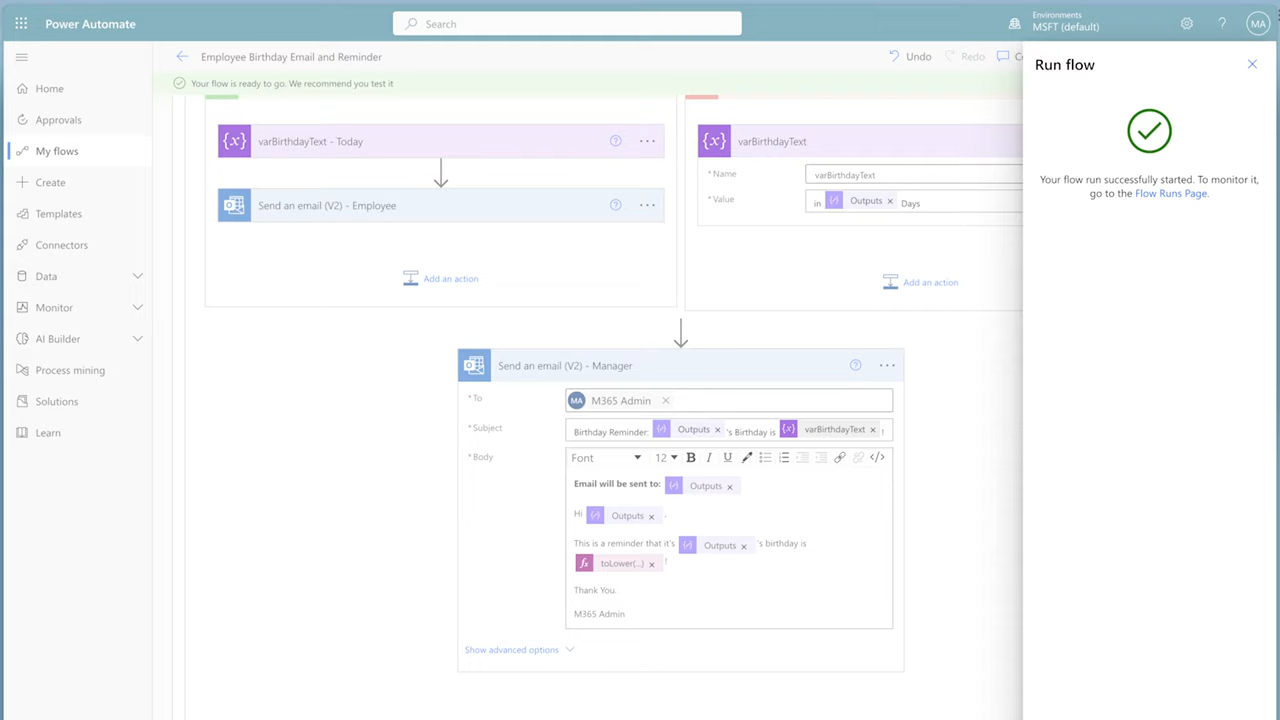 Power Automate
Search
Environments
MSFT (default)
MA
Home
Approvals
My flows
Create
Templates
Connectors
Data
Monitor
AI Builder
Process mining
Solutions
Learn
Employee Birthday Email and Reminder
Undo
Redo
Your flow is ready to go. We recommend you test it
{x} varBirthdayText - Today
Send an email (V2) - Employee
Add an action
{x} varBirthdayText
* Name varBirthdayText
* Value in Outputs × Days
Add an action
Send an email (V2) - Manager
* To MA M365 Admin ×
* Subject Birthday Reminder: Outputs × 's Birthday is {x} varBirthdayText × !
* Body Font 12 B I U </>
Email will be sent to: Outputs ×
Hi Outputs × ,
This is a reminder that it's Outputs × 's birthday is
fx toLower(...) × !
Thank You.
M365 Admin
Show advanced options
Run flow
Your flow run successfully started. To monitor it,
go to the Flow Runs Page.